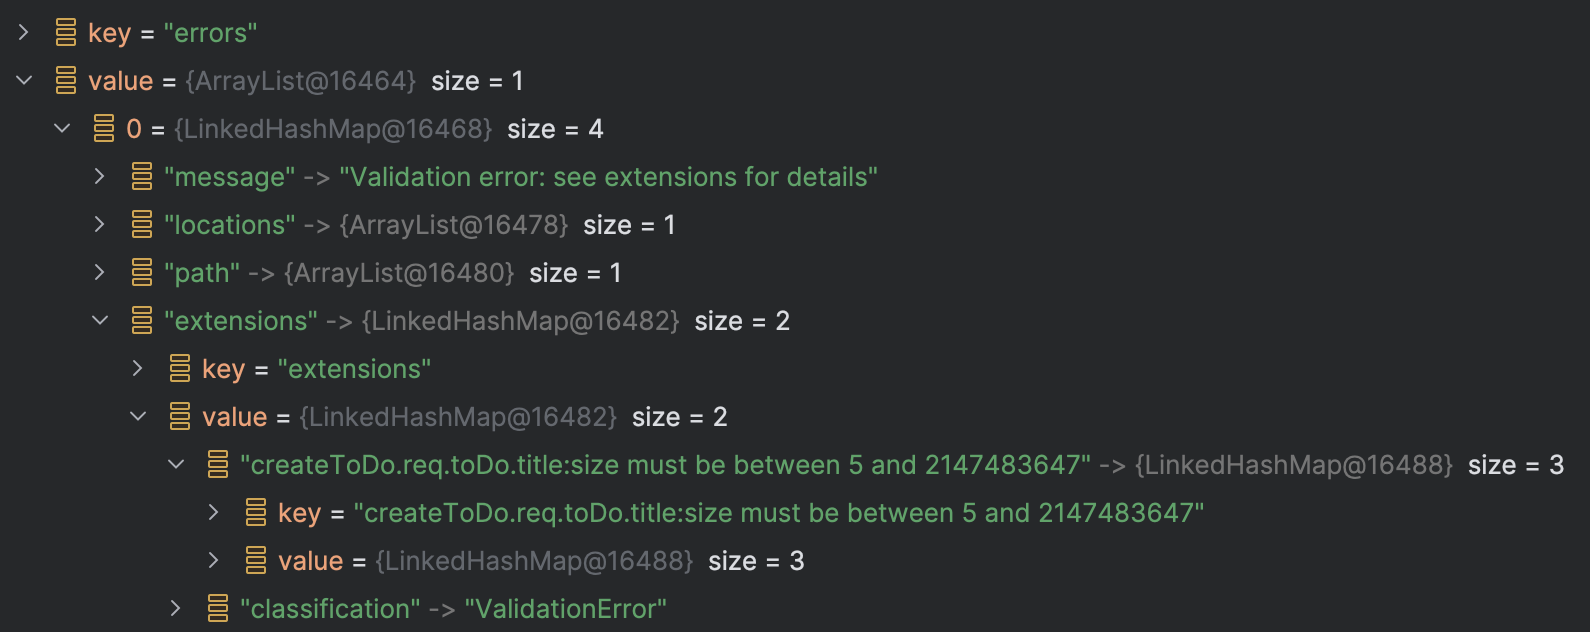 key = "errors"
value = {ArrayList@16464} size = 1
0 = {LinkedHashMap@16468} size = 4
"message" -> "Validation error: see extensions for details"
"locations" -> {ArrayList@16478} size = 1
"path" -> {ArrayList@16480} size = 1
"extensions" -> {LinkedHashMap@16482} size = 2
key = "extensions"
value = {LinkedHashMap@16482} size = 2
"createToDo.req.toDo.title:size must be between 5 and 2147483647" -> {LinkedHashMap@16488} size = 3
key = "createToDo.req.toDo.title:size must be between 5 and 2147483647"
value = {LinkedHashMap@16488} size = 3
"classification" -> "ValidationError"